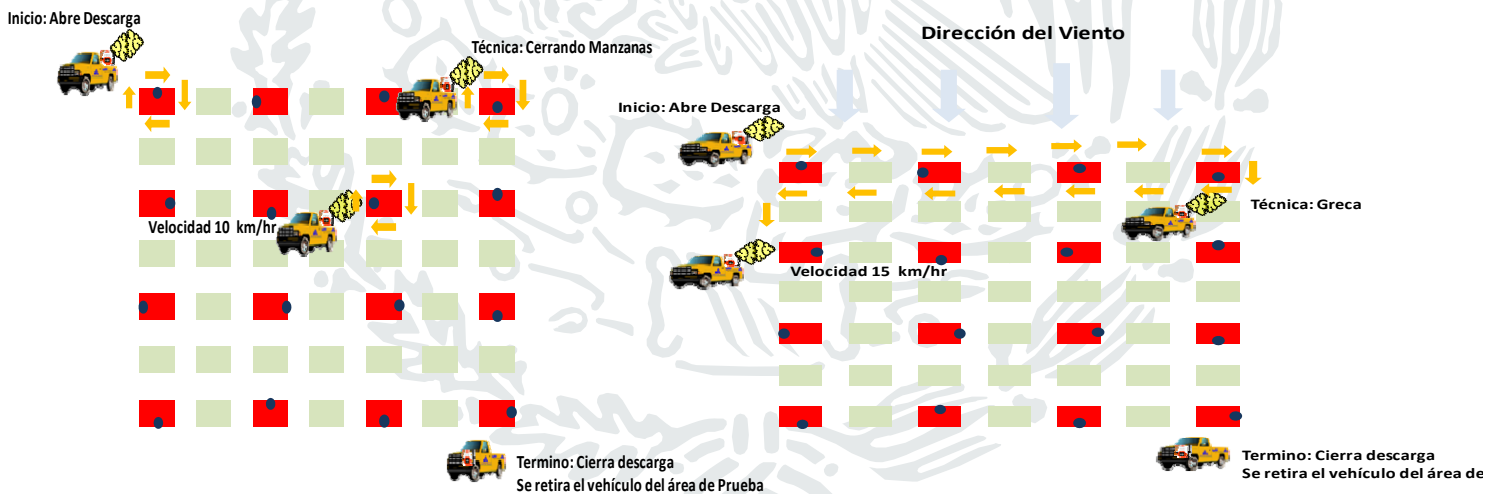 Inicio: Abre Descarga
Técnica: Cerrando Manzanas
Velocidad 10 km/hr
Termino: Cierra descarga
Se retira el vehículo del área de Prueba
Dirección del Viento
Inicio: Abre Descarga
Técnica: Greca
Velocidad 15 km/hr
Termino: Cierra descarga
Se retira el vehículo del área de